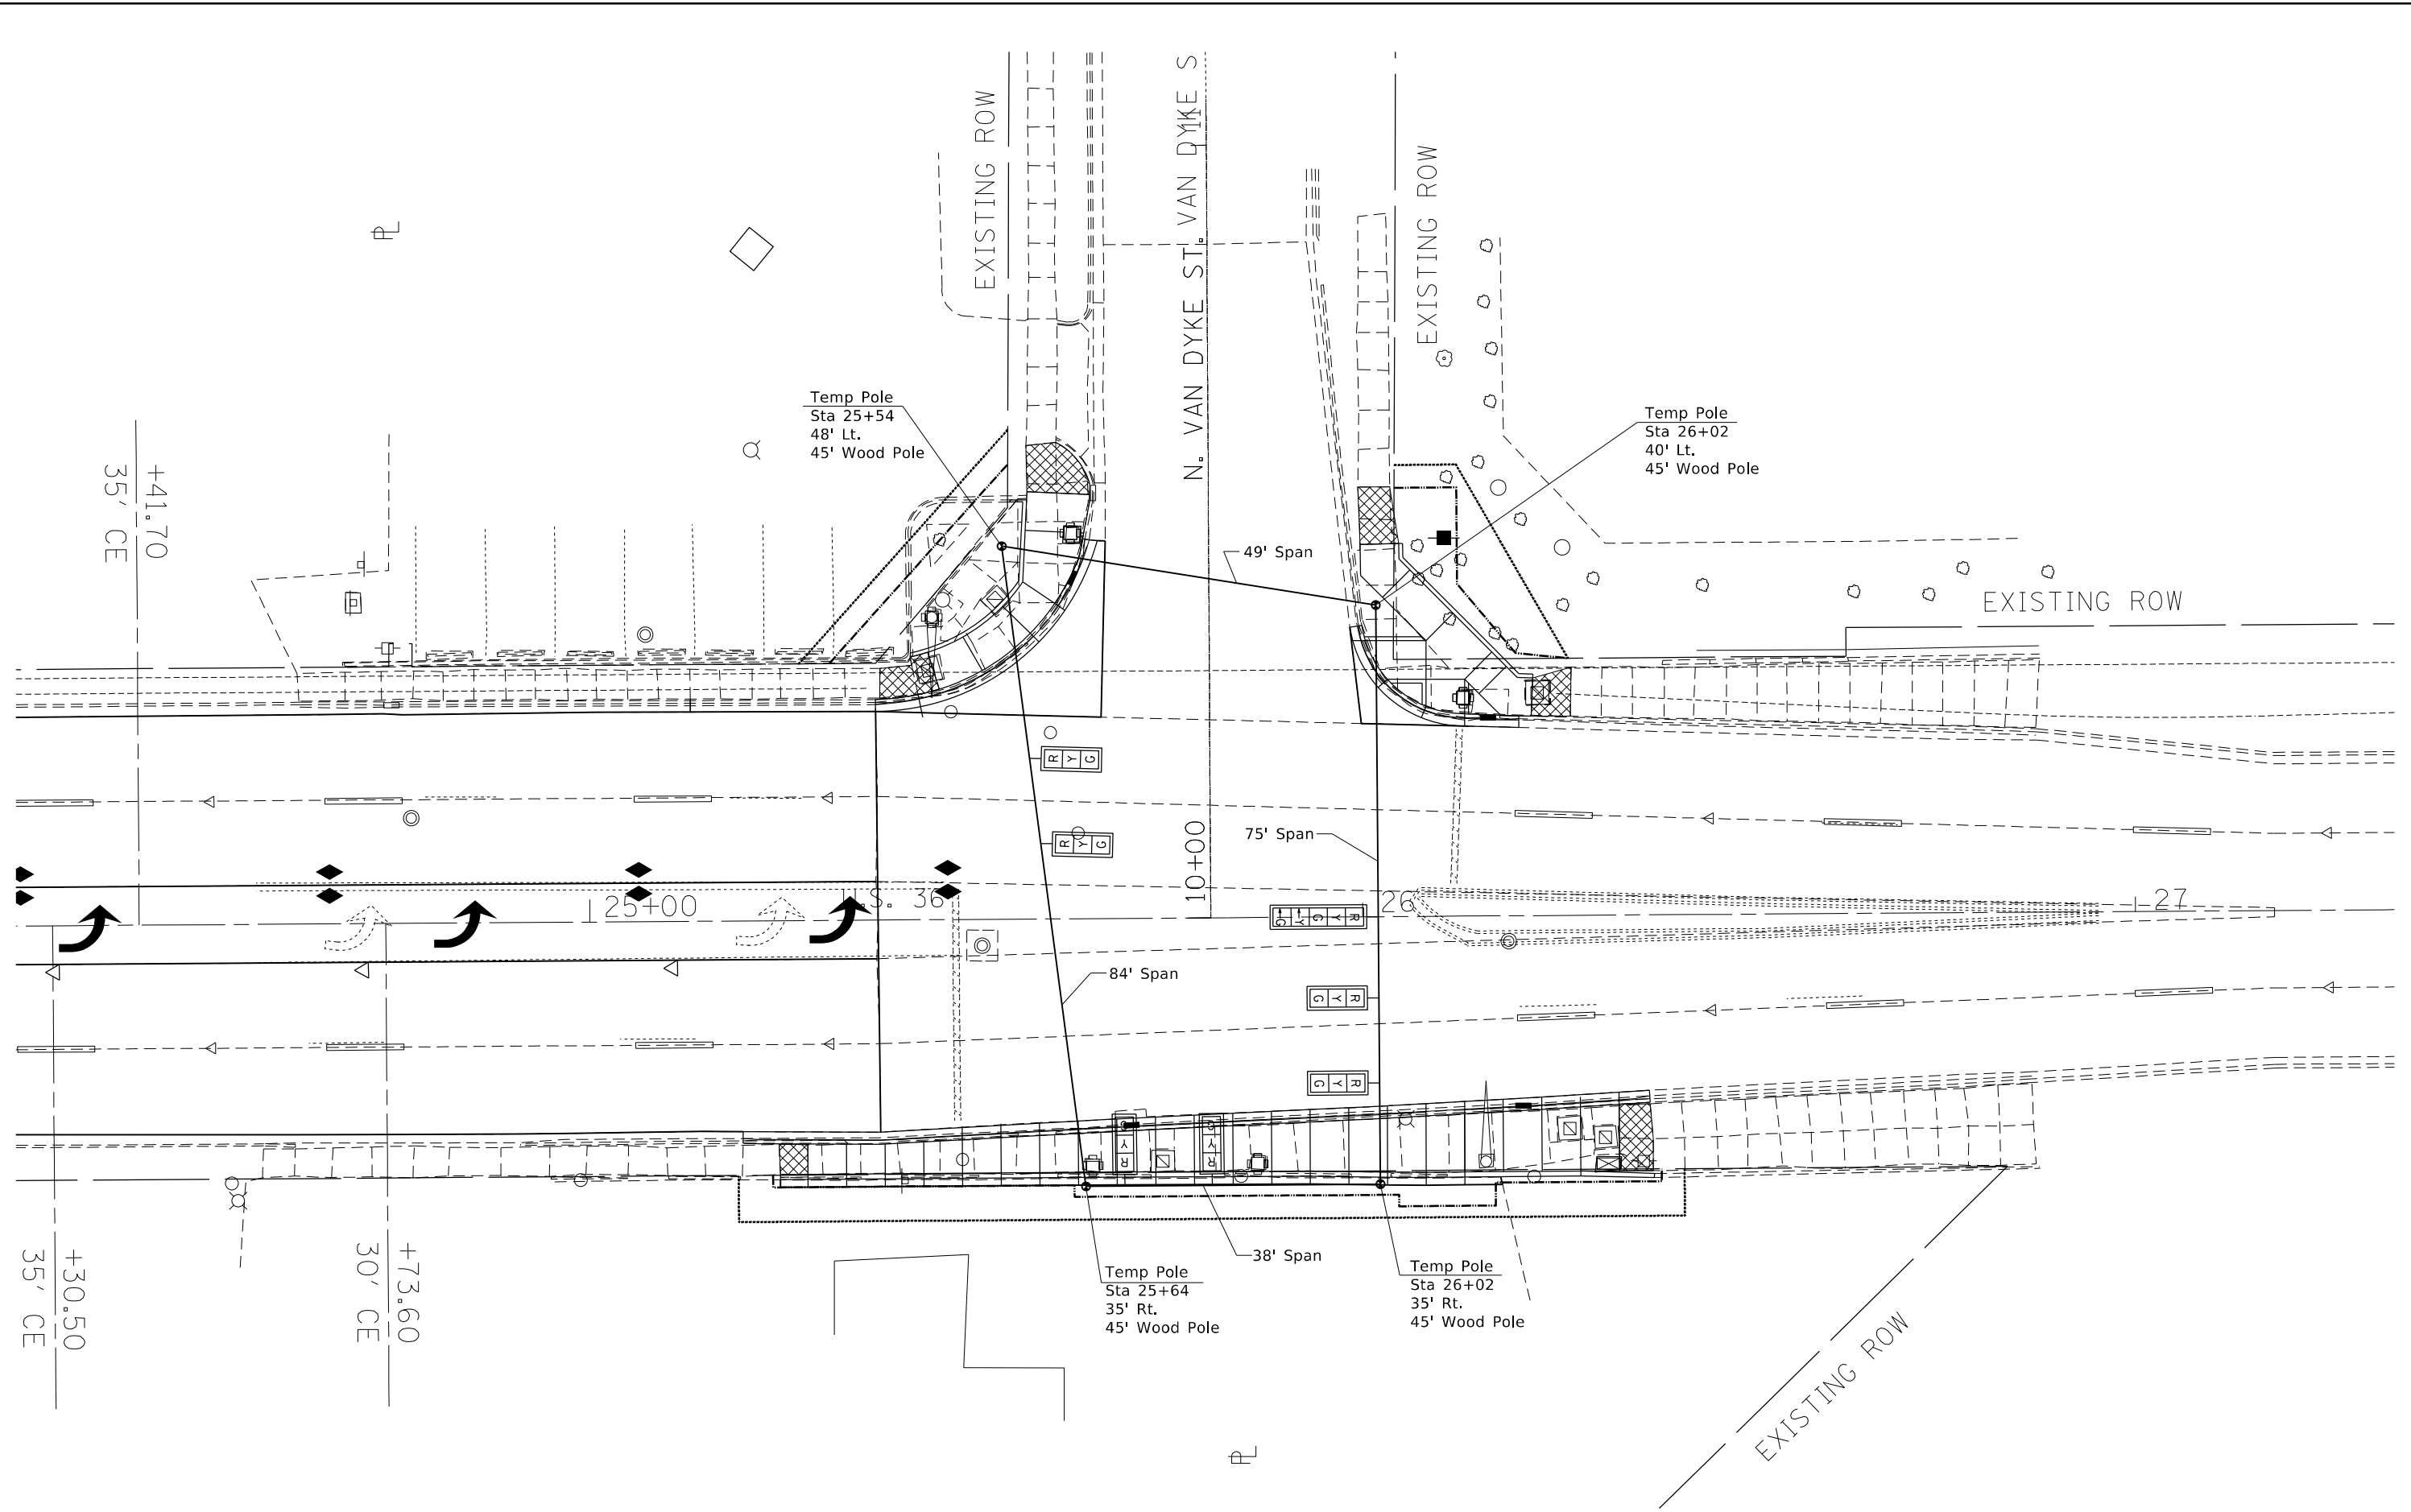 EXISTING ROW
N. VAN DYKE ST. VAN DYKE S
EXISTING ROW
Temp Pole
Sta 25+54
48' Lt.
45' Wood Pole
Temp Pole
Sta 26+02
40' Lt.
45' Wood Pole
+41.70
35' CE
49' Span
EXISTING ROW
R Y G
R Y G
75' Span
10+00
25+00
U.S. 36
R Y G Y G
26
27
84' Span
R Y G
R Y G
G Y R
G Y R
38' Span
+30.50
35' CE
+73.60
30' CE
Temp Pole
Sta 25+64
35' Rt.
45' Wood Pole
Temp Pole
Sta 26+02
35' Rt.
45' Wood Pole
EXISTING ROW